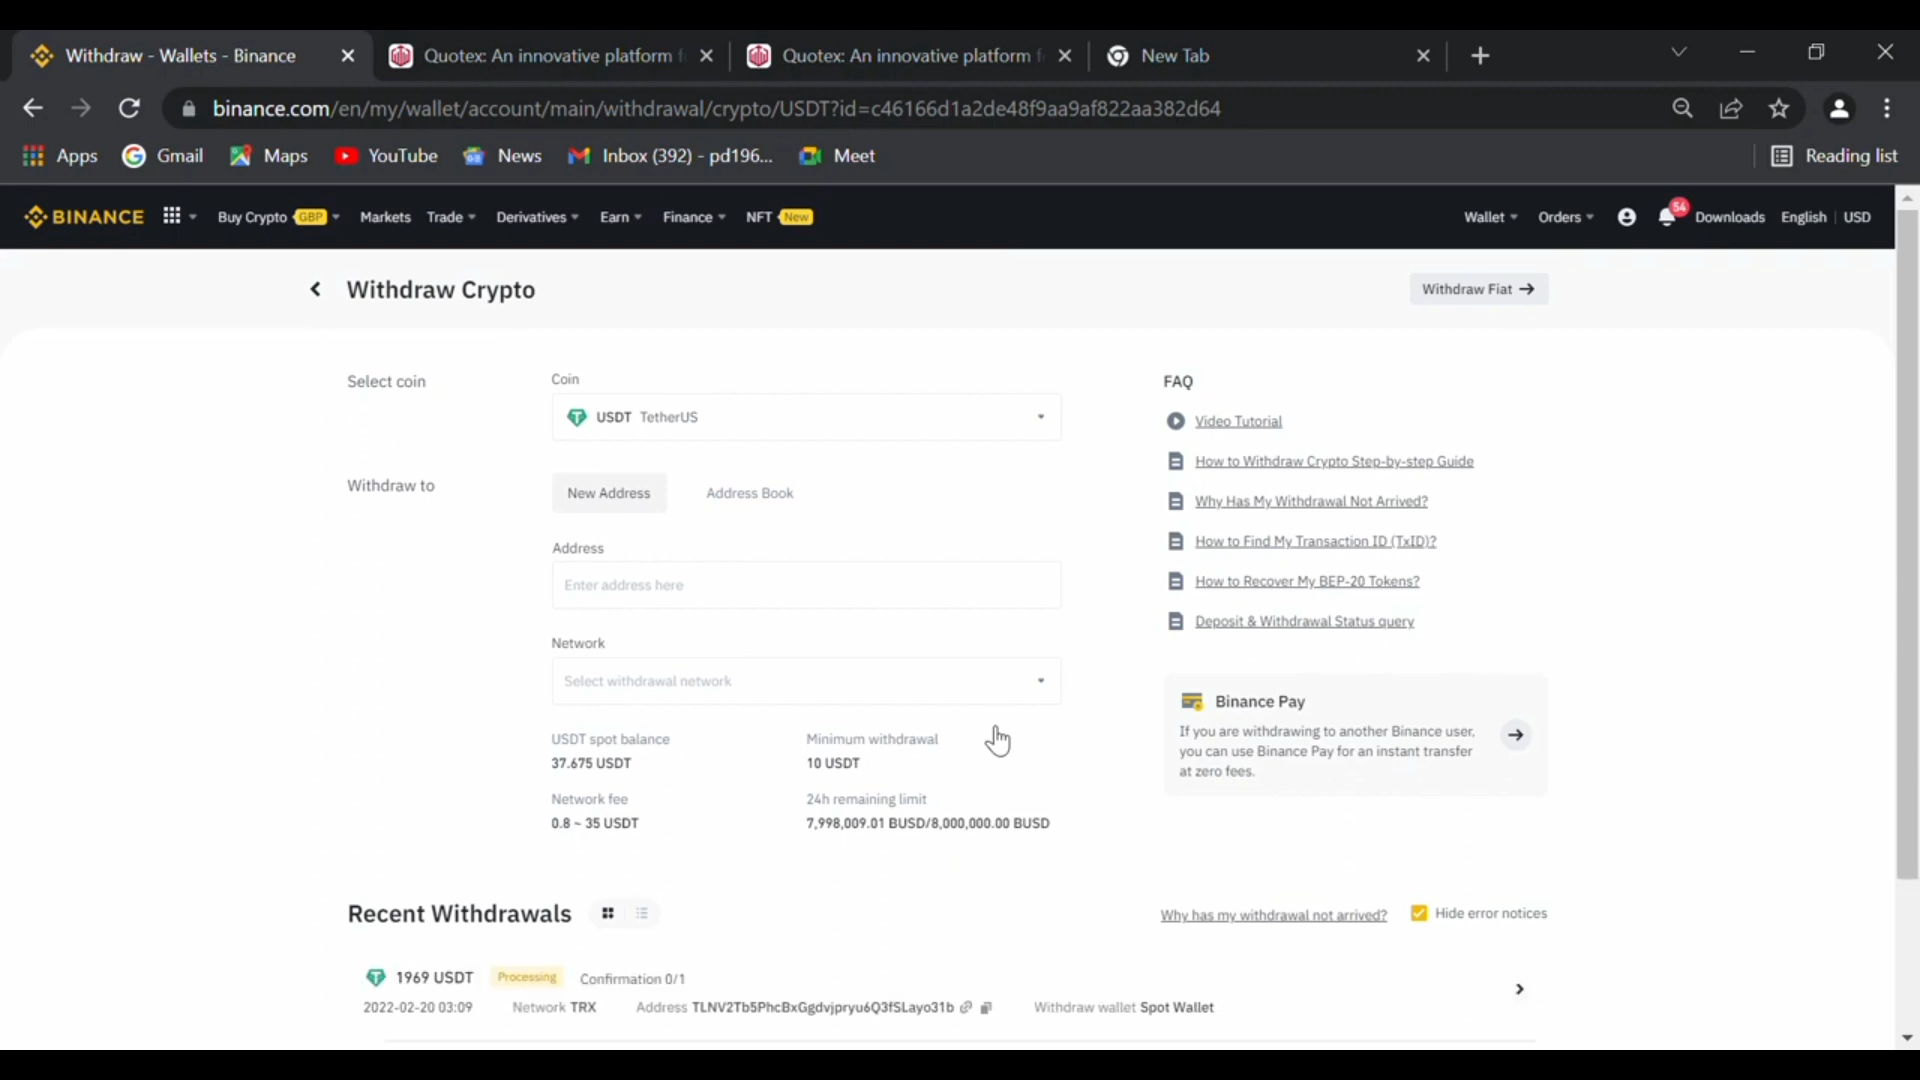 Withdraw - Wallets - Binance
Quotex: An innovative platform f
Quotex: An innovative platform f
New Tab
binance.com/en/my/wallet/account/main/withdrawal/crypto/USDT?id=c46166d1a2de48f9aa9af822aa382d64
Apps
Gmail
Maps
YouTube
News
Inbox (392) - pd196...
Meet
Reading list
BINANCE
Buy Crypto GBP
Markets
Trade
Derivatives
Earn
Finance
NFT New
Wallet
Orders
54
Downloads
English
USD
Withdraw Crypto
Withdraw Fiat →
Select coin
Coin
USDT TetherUS
Withdraw to
New Address
Address Book
Address
Enter address here
Network
Select withdrawal network
USDT spot balance
37.675 USDT
Minimum withdrawal
10 USDT
Network fee
0.8 ~ 35 USDT
24h remaining limit
7,998,009.01 BUSD/8,000,000.00 BUSD
FAQ
Video Tutorial
How to Withdraw Crypto Step-by-step Guide
Why Has My Withdrawal Not Arrived?
How to Find My Transaction ID (TxID)?
How to Recover My BEP-20 Tokens?
Deposit & Withdrawal Status query
Binance Pay
If you are withdrawing to another Binance user,
you can use Binance Pay for an instant transfer
at zero fees.
Recent Withdrawals
Why has my withdrawal not arrived?
Hide error notices
1969 USDT Processing Confirmation 0/1
2022-02-20 03:09 Network TRX Address TLNV2Tb5PhcBxGgdvjpryu6Q3fSLayo31b Withdraw wallet Spot Wallet